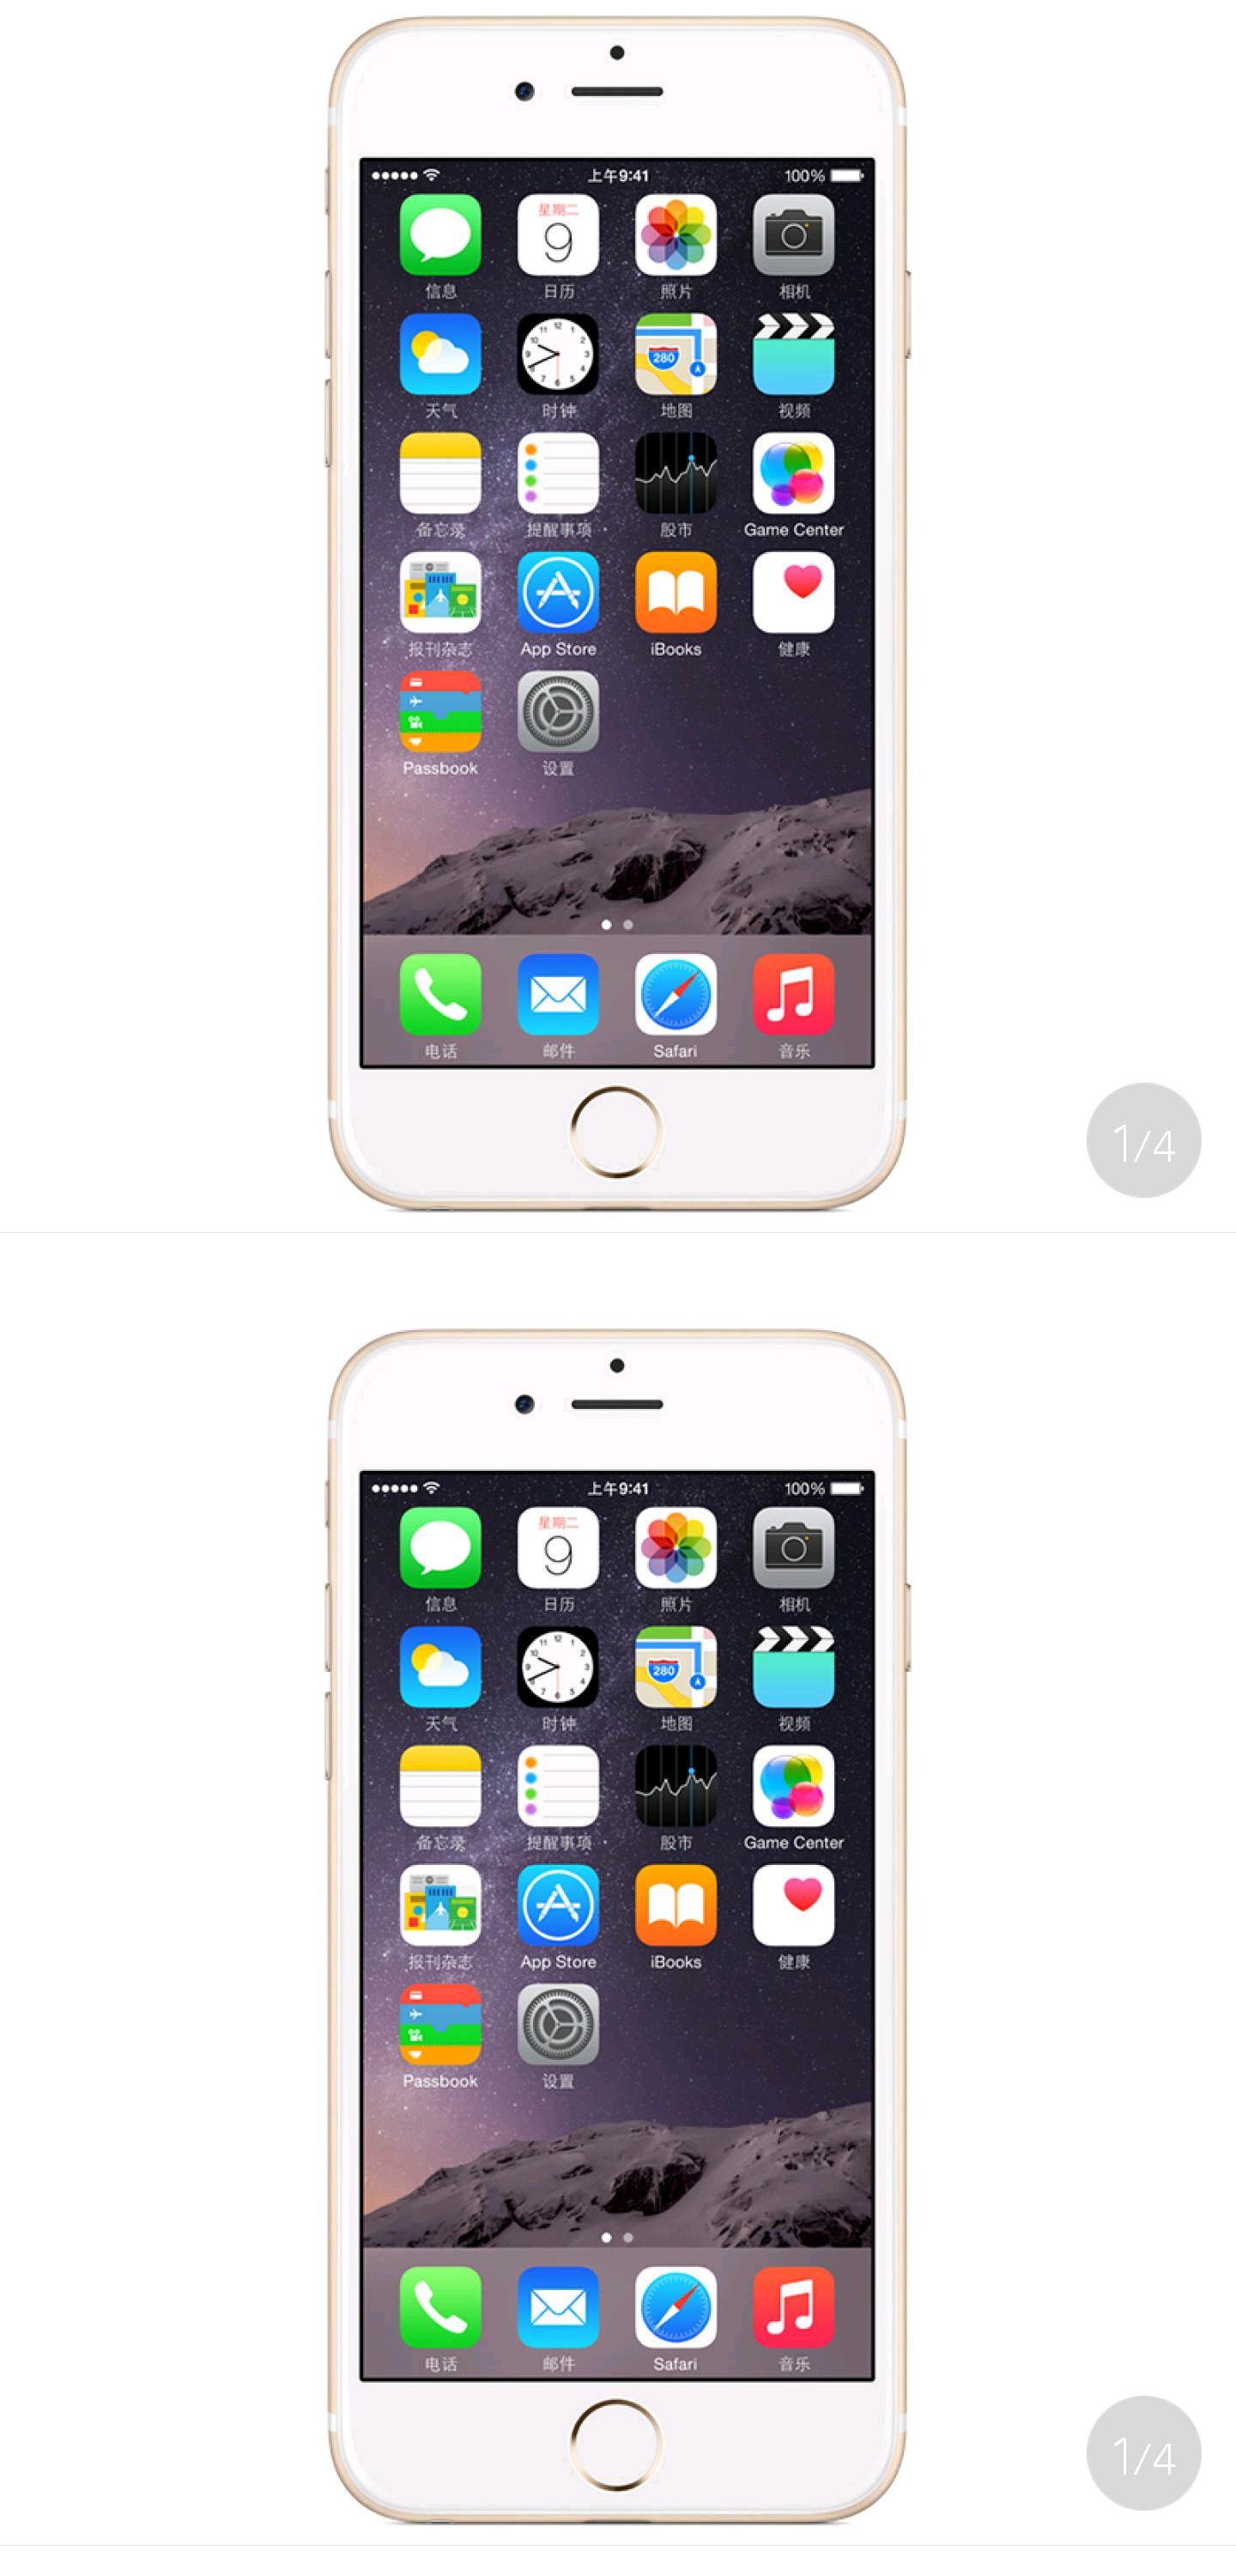 上午9:41 100%
星期二
9
信息 日历 照片 相机
280
天气 时钟 地图 视频
备忘录 提醒事项 股市 Game Center
报刊杂志 App Store iBooks 健康
Passbook 设置
电话 邮件 Safari 音乐
1/4
上午9:41 100%
星期二
9
信息 日历 照片 相机
280
天气 时钟 地图 视频
备忘录 提醒事项 股市 Game Center
报刊杂志 App Store iBooks 健康
Passbook 设置
电话 邮件 Safari 音乐
1/4